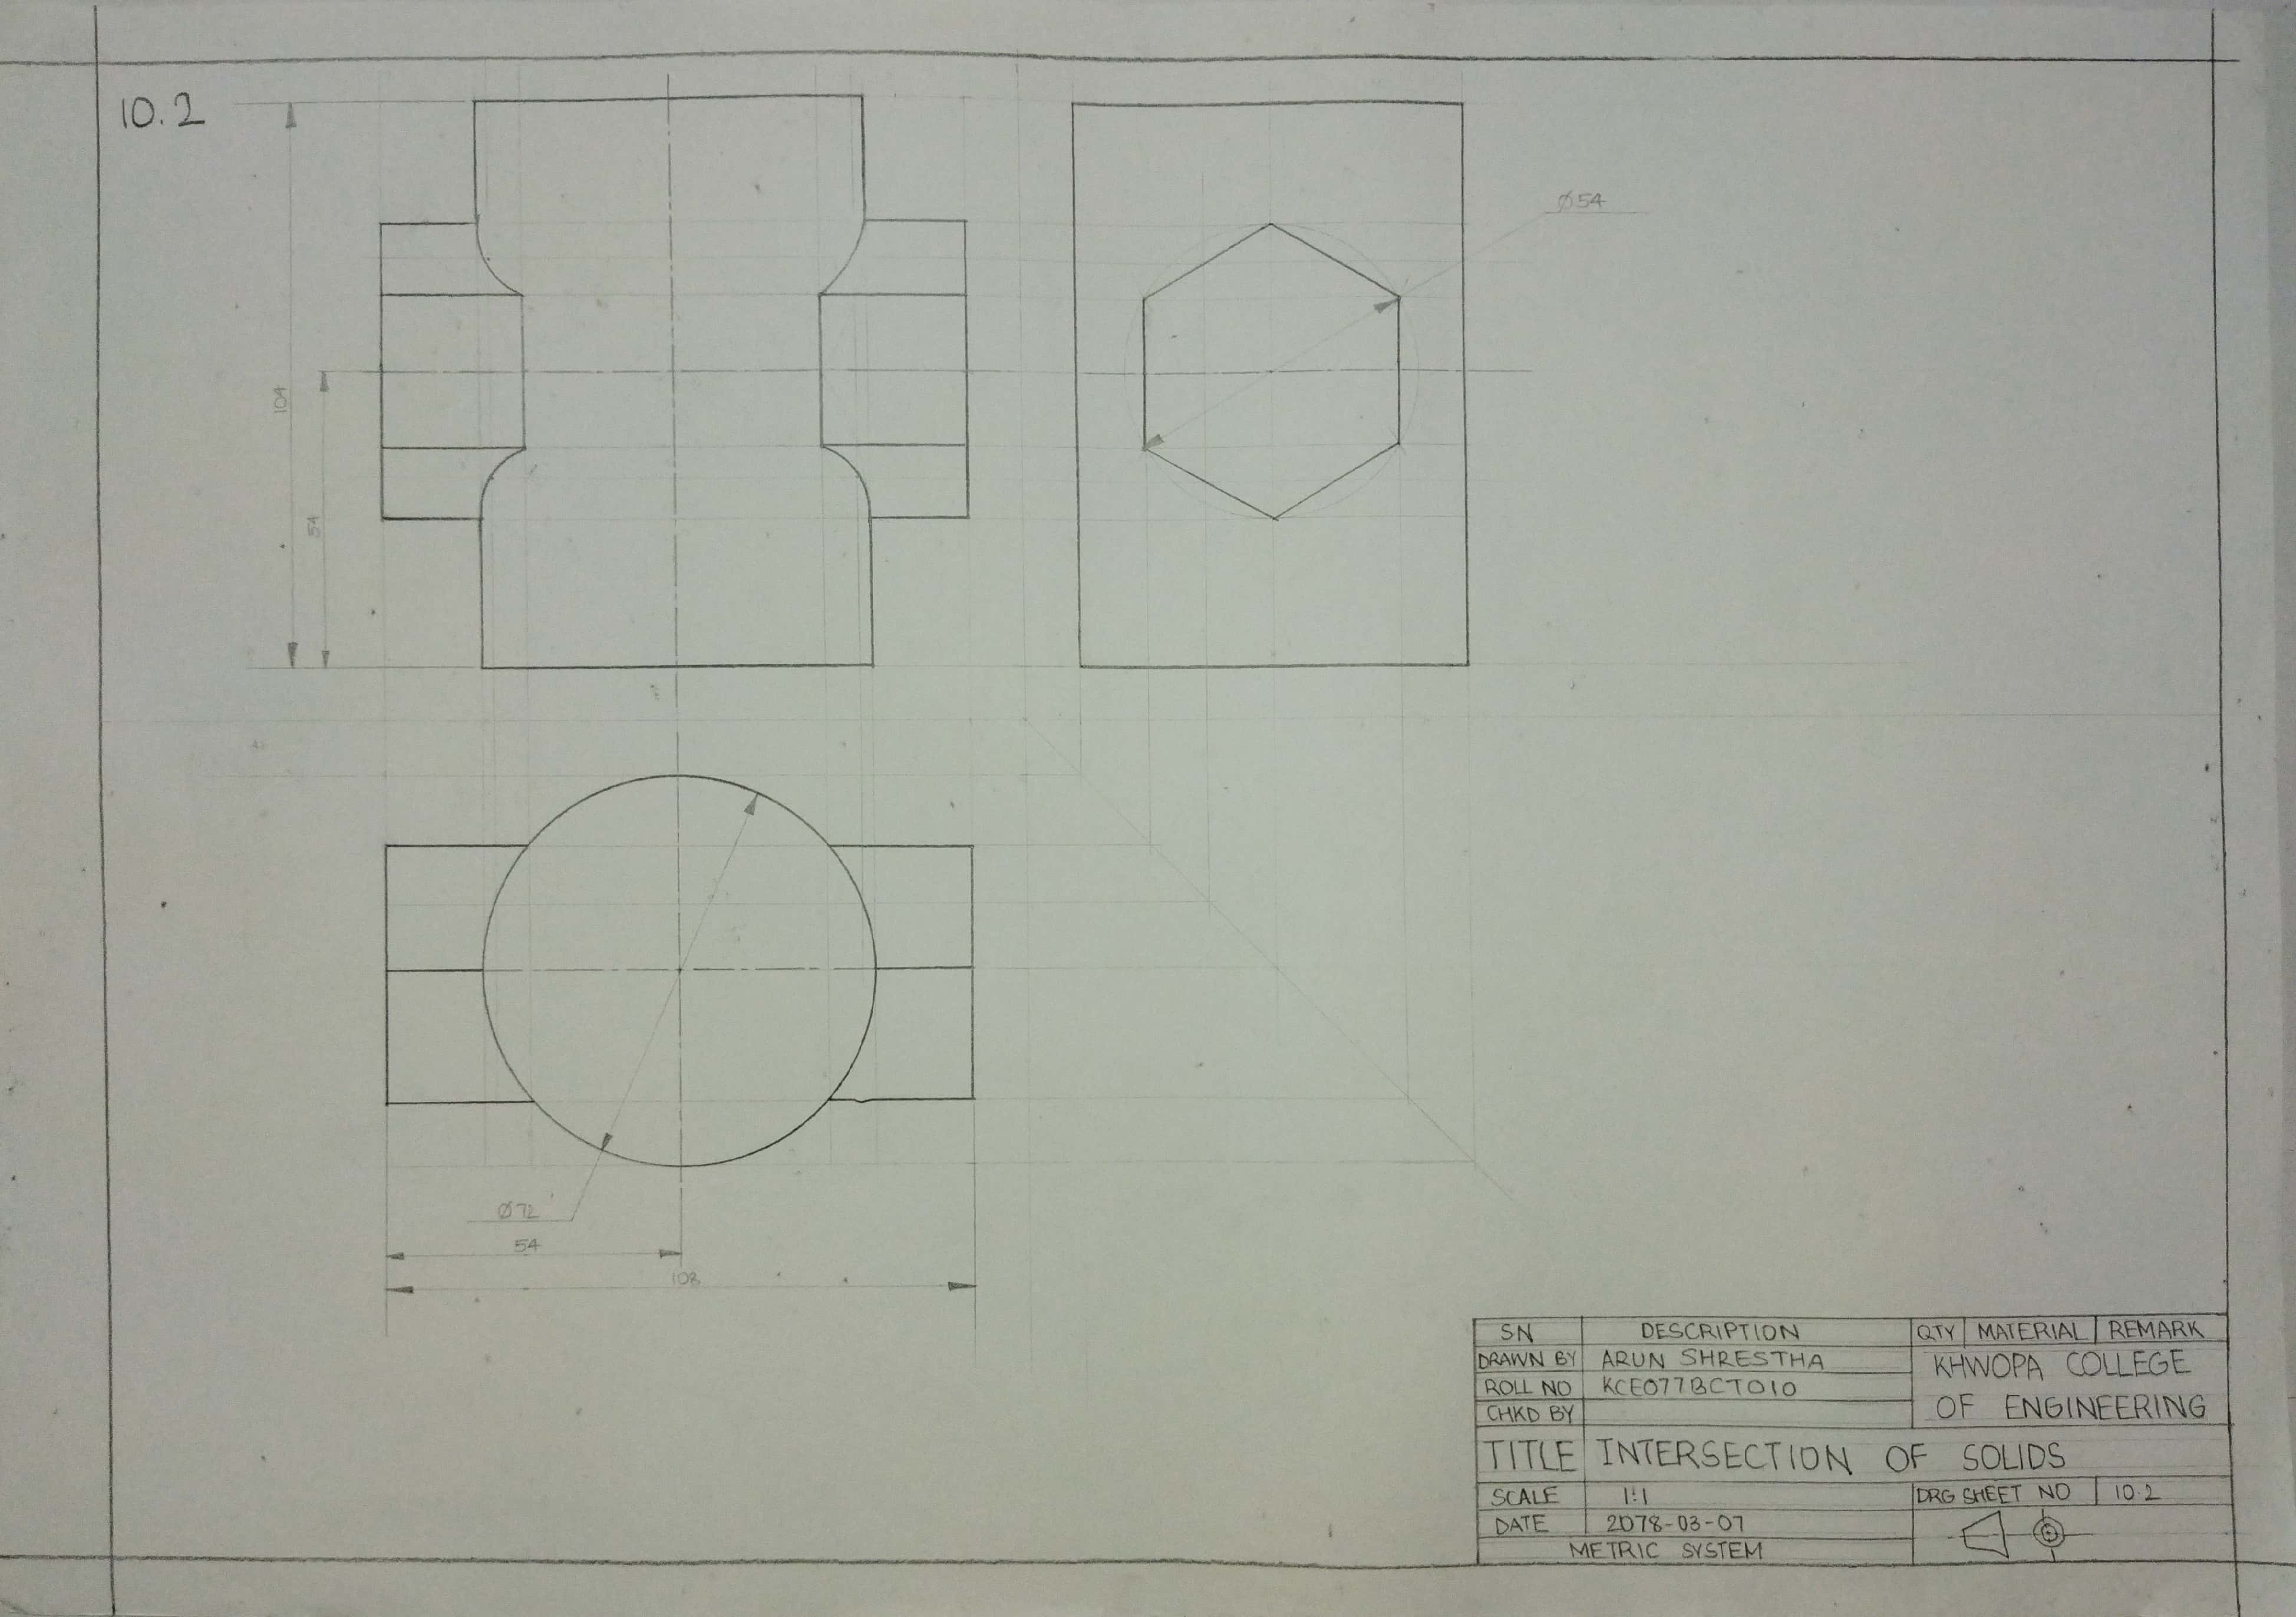 10.2
Ø54
104
54
Ø72
54
108
SN DESCRIPTION QTY MATERIAL REMARK
DRAWN BY ARUN SHRESTHA KHWOPA COLLEGE
ROLL NO KCE077BCT010
CHKD BY OF ENGINEERING
TITLE INTERSECTION OF SOLIDS
SCALE 1:1 DRG SHEET NO 10.2
DATE 2078-03-07
METRIC SYSTEM